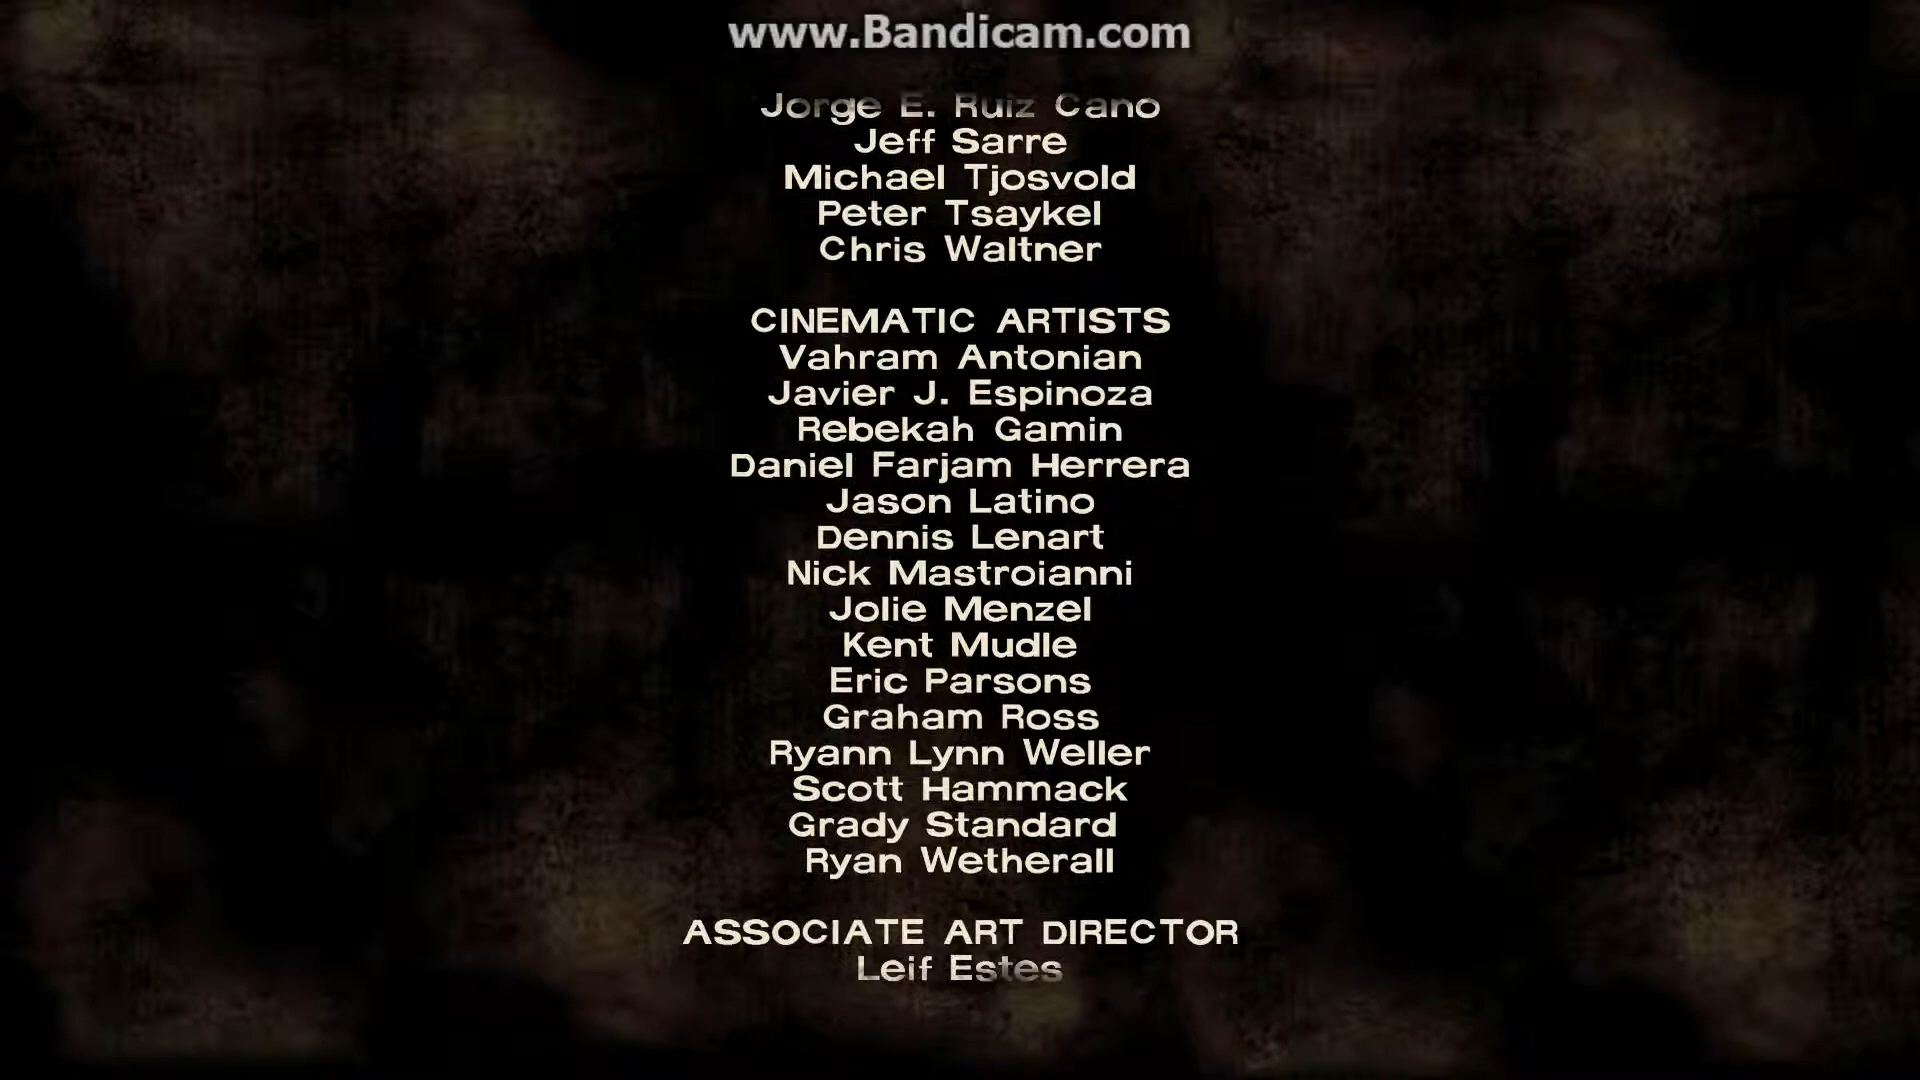 www.Bandicam.com
Jorge E. Ruiz Cano
Jeff Sarre
Michael Tjosvold
Peter Tsaykel
Chris Waltner
CINEMATIC ARTISTS
Vahram Antonian
Javier J. Espinoza
Rebekah Gamin
Daniel Farjam Herrera
Jason Latino
Dennis Lenart
Nick Mastroianni
Jolie Menzel
Kent Mudle
Eric Parsons
Graham Ross
Ryann Lynn Weller
Scott Hammack
Grady Standard
Ryan Wetherall
ASSOCIATE ART DIRECTOR
Leif Estes